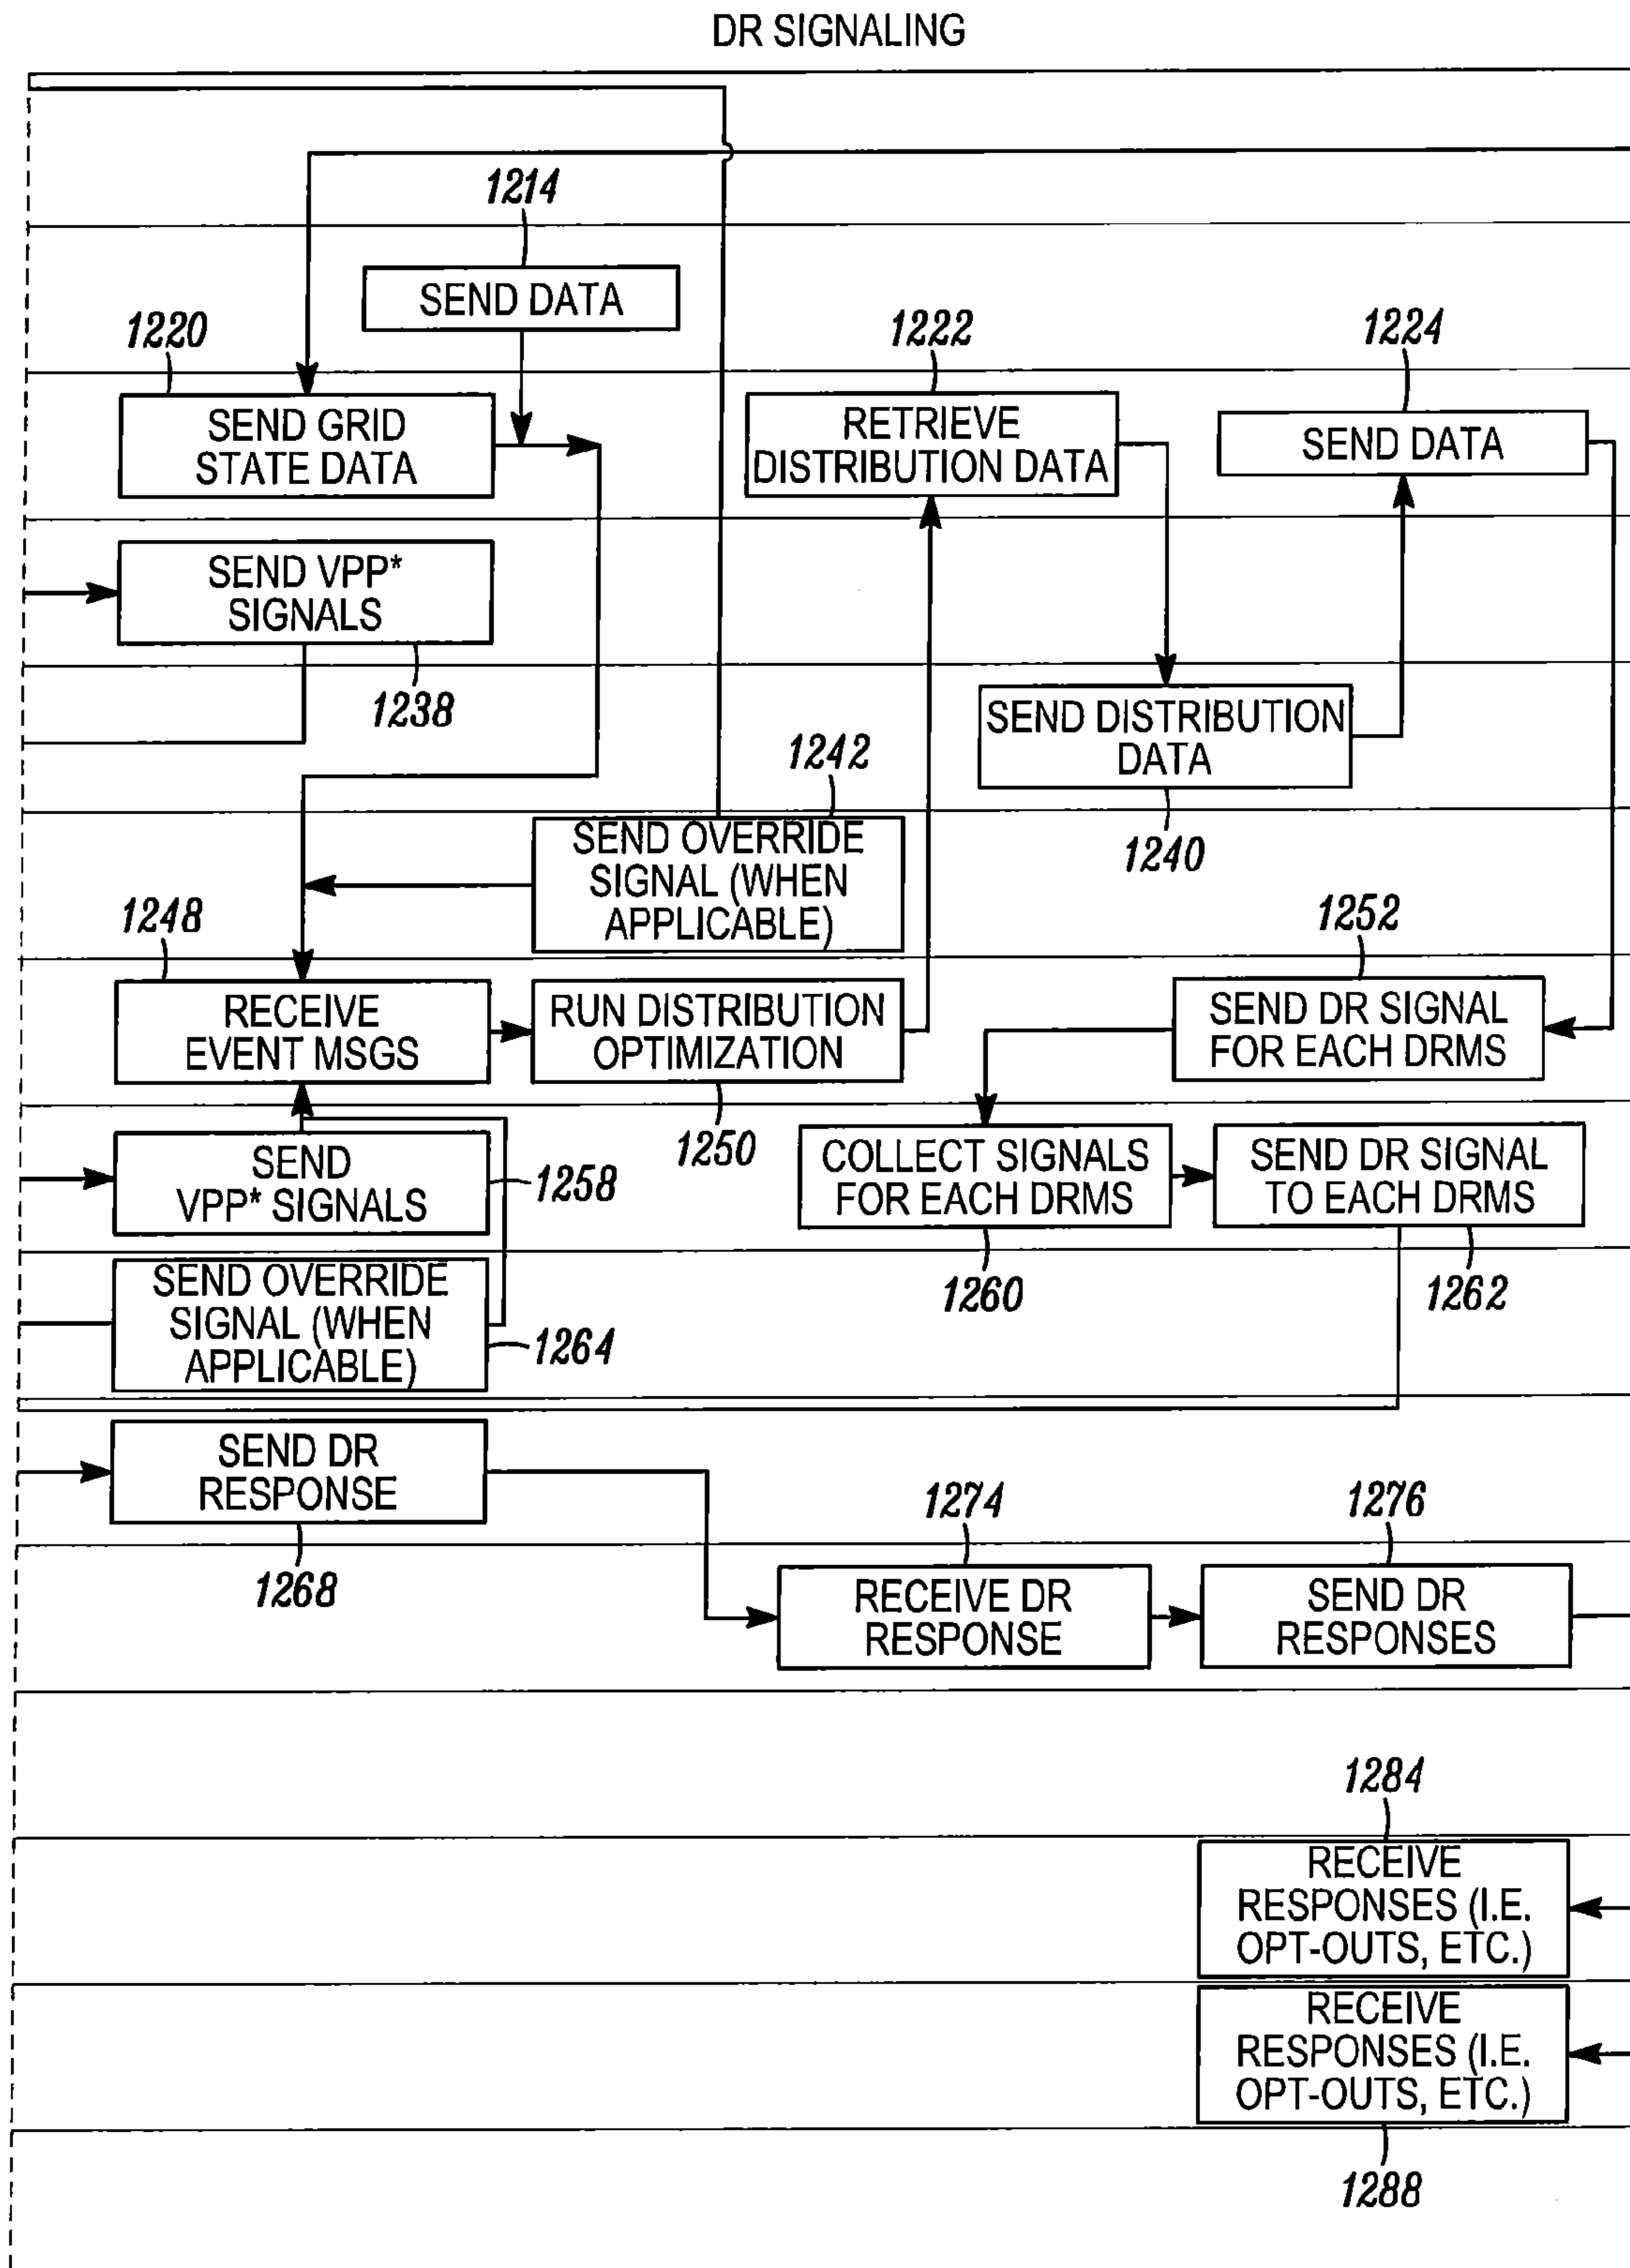 DR SIGNALING
1214
SEND DATA
1220
1222
1224
SEND GRID
STATE DATA
RETRIEVE
DISTRIBUTION DATA
SEND DATA
SEND VPP*
SIGNALS
1238
SEND DISTRIBUTION
DATA
1240
1242
SEND OVERRIDE
SIGNAL (WHEN
APPLICABLE)
1248
1252
RECEIVE
EVENT MSGS
RUN DISTRIBUTION
OPTIMIZATION
1250
SEND DR SIGNAL
FOR EACH DRMS
SEND
VPP* SIGNALS
1258
COLLECT SIGNALS
FOR EACH DRMS
1260
SEND DR SIGNAL
TO EACH DRMS
1262
SEND OVERRIDE
SIGNAL (WHEN
APPLICABLE)
1264
SEND DR
RESPONSE
1268
1274
1276
RECEIVE DR
RESPONSE
SEND DR
RESPONSES
1284
RECEIVE
RESPONSES (I.E.
OPT-OUTS, ETC.)
RECEIVE
RESPONSES (I.E.
OPT-OUTS, ETC.)
1288